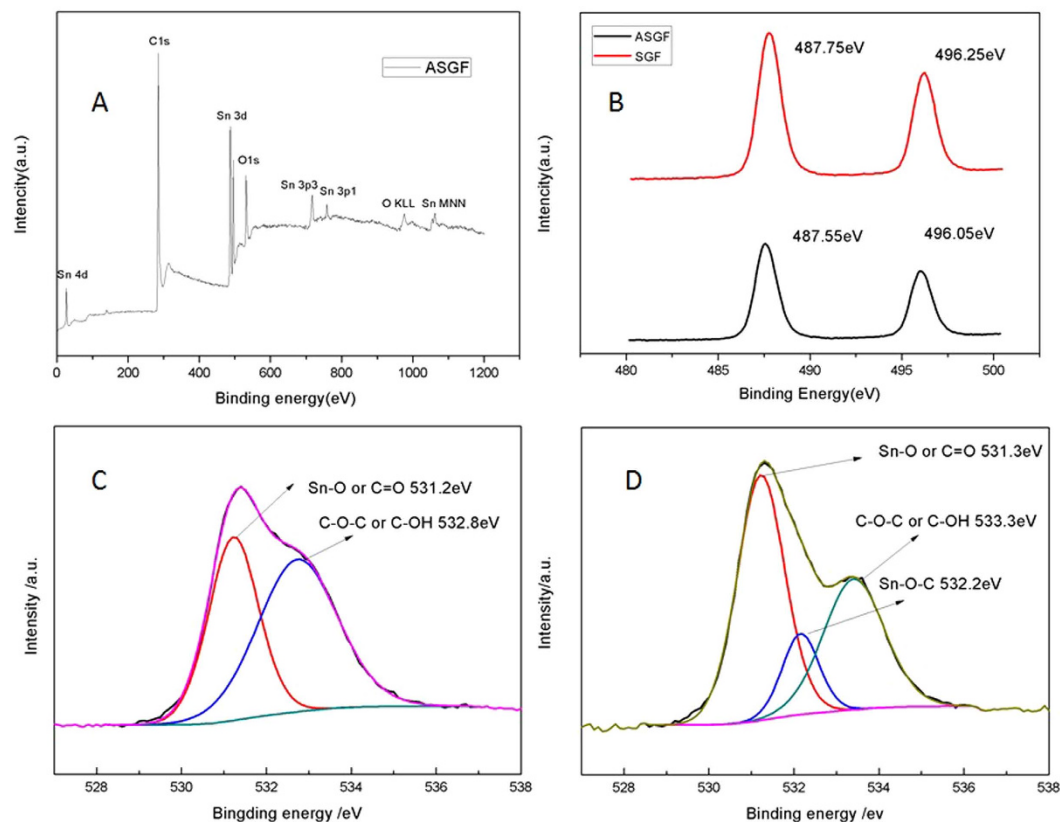 C1s
ASGF
A
Sn 3d
O1s
Sn 3p3
Sn 3p1
O KLL
Sn MNN
Sn 4d
Intencity(a.u.)
0 200 400 600 800 1000 1200
Binding energy(eV)
ASGF
SGF
487.75eV
496.25eV
B
487.55eV
496.05eV
Intencity(a.u.)
480 485 490 495 500
Binding Energy(eV)
C
Sn-O or C=O 531.2eV
C-O-C or C-OH 532.8eV
Intensity /a.u.
528 530 532 534 536 538
Bingding energy /eV
Sn-O or C=O 531.3eV
D
C-O-C or C-OH 533.3eV
Sn-O-C 532.2eV
Intensity/a.u.
528 530 532 534 536 538
Binding energy /ev